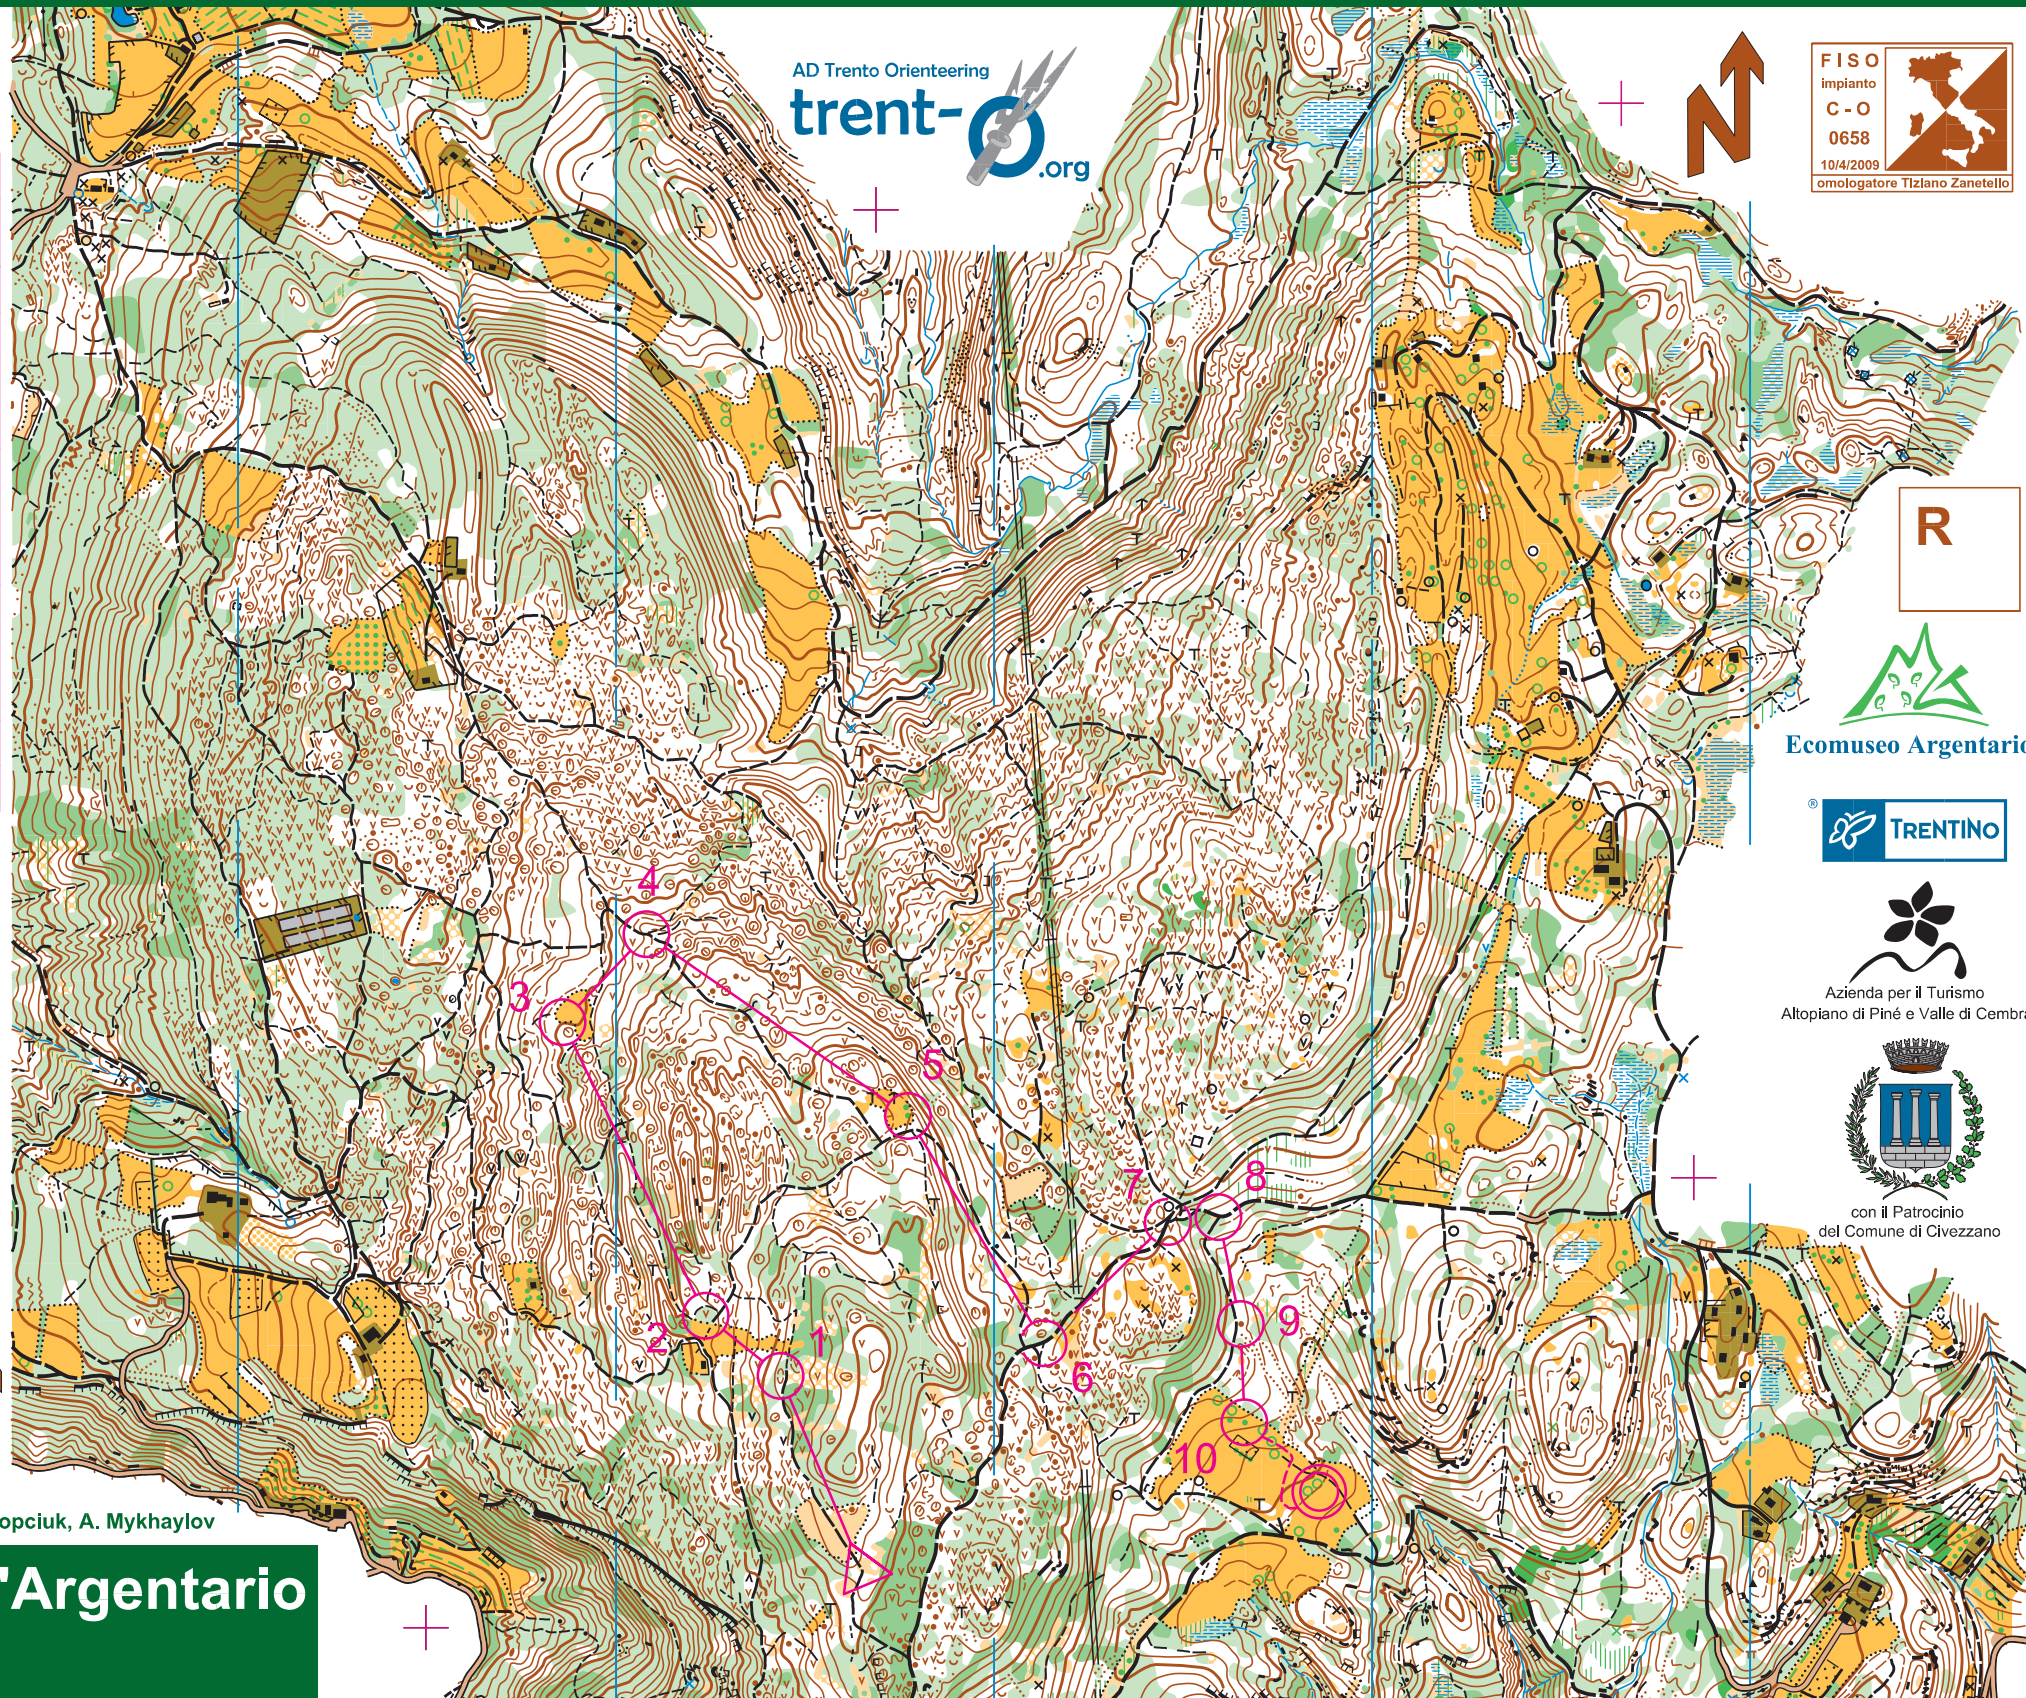 AD Trento Orienteering
trent-O
.org
FISO
impianto
C - O
0658
10/4/2009
omologatore Tiziano Zanetello
R
Ecomuseo Argentario
® TRENTINO
Azienda per il Turismo
Altopiano di Piné e Valle di Cembra
con il Patrocinio
del Comune di Civezzano
4
3
5
7
8
2
1
9
6
10
opciuk, A. Mykhaylov
'Argentario